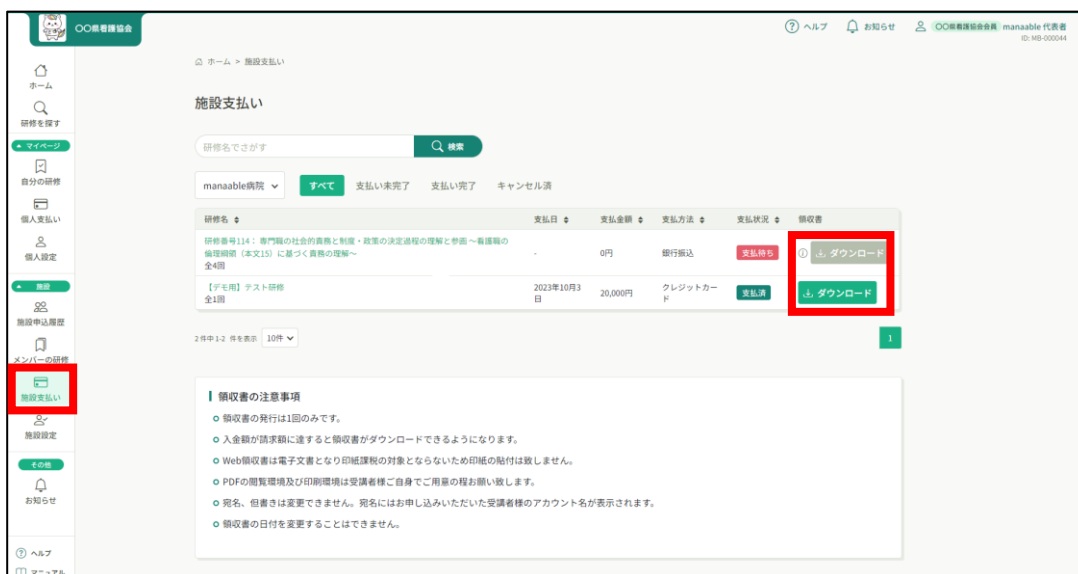 〇〇県看護協会
ヘルプ
お知らせ
〇〇県看護協会会員 manaable 代表者
ID: MB-000044
ホーム
研修を探す
マイページ
自分の研修
個人支払い
個人設定
施設
施設申込履歴
メンバーの研修
施設支払い
施設設定
その他
お知らせ
ヘルプ
マニュアル
ホーム > 施設支払い
施設支払い
研修名でさがす
検索
manaable病院
すべて 支払い未完了 支払い完了 キャンセル済
研修名 支払日 支払金額 支払方法 支払状況 領収書
研修番号114： 専門職の社会的責務と制度・政策の決定過程の理解と参画 ～看護職の
倫理綱領（本文15）に基づく責務の理解～
全4回
- 0円 銀行振込 支払待ち ダウンロード
【デモ用】テスト研修
全1回
2023年10月3
日
20,000円
クレジットカー
ド
支払済
ダウンロード
2 件中 1-2 件を表示 10件
1
領収書の注意事項
領収書の発行は1回のみです。
入金額が請求額に達すると領収書がダウンロードできるようになります。
Web領収書は電子文書となり印紙課税の対象とならないため印紙の貼付は致しません。
PDFの閲覧環境及び印刷環境は受講者様ご自身でご用意の程お願い致します。
宛名、但書きは変更できません。宛名にはお申し込みいただいた受講者様のアカウント名が表示されます。
領収書の日付を変更することはできません。